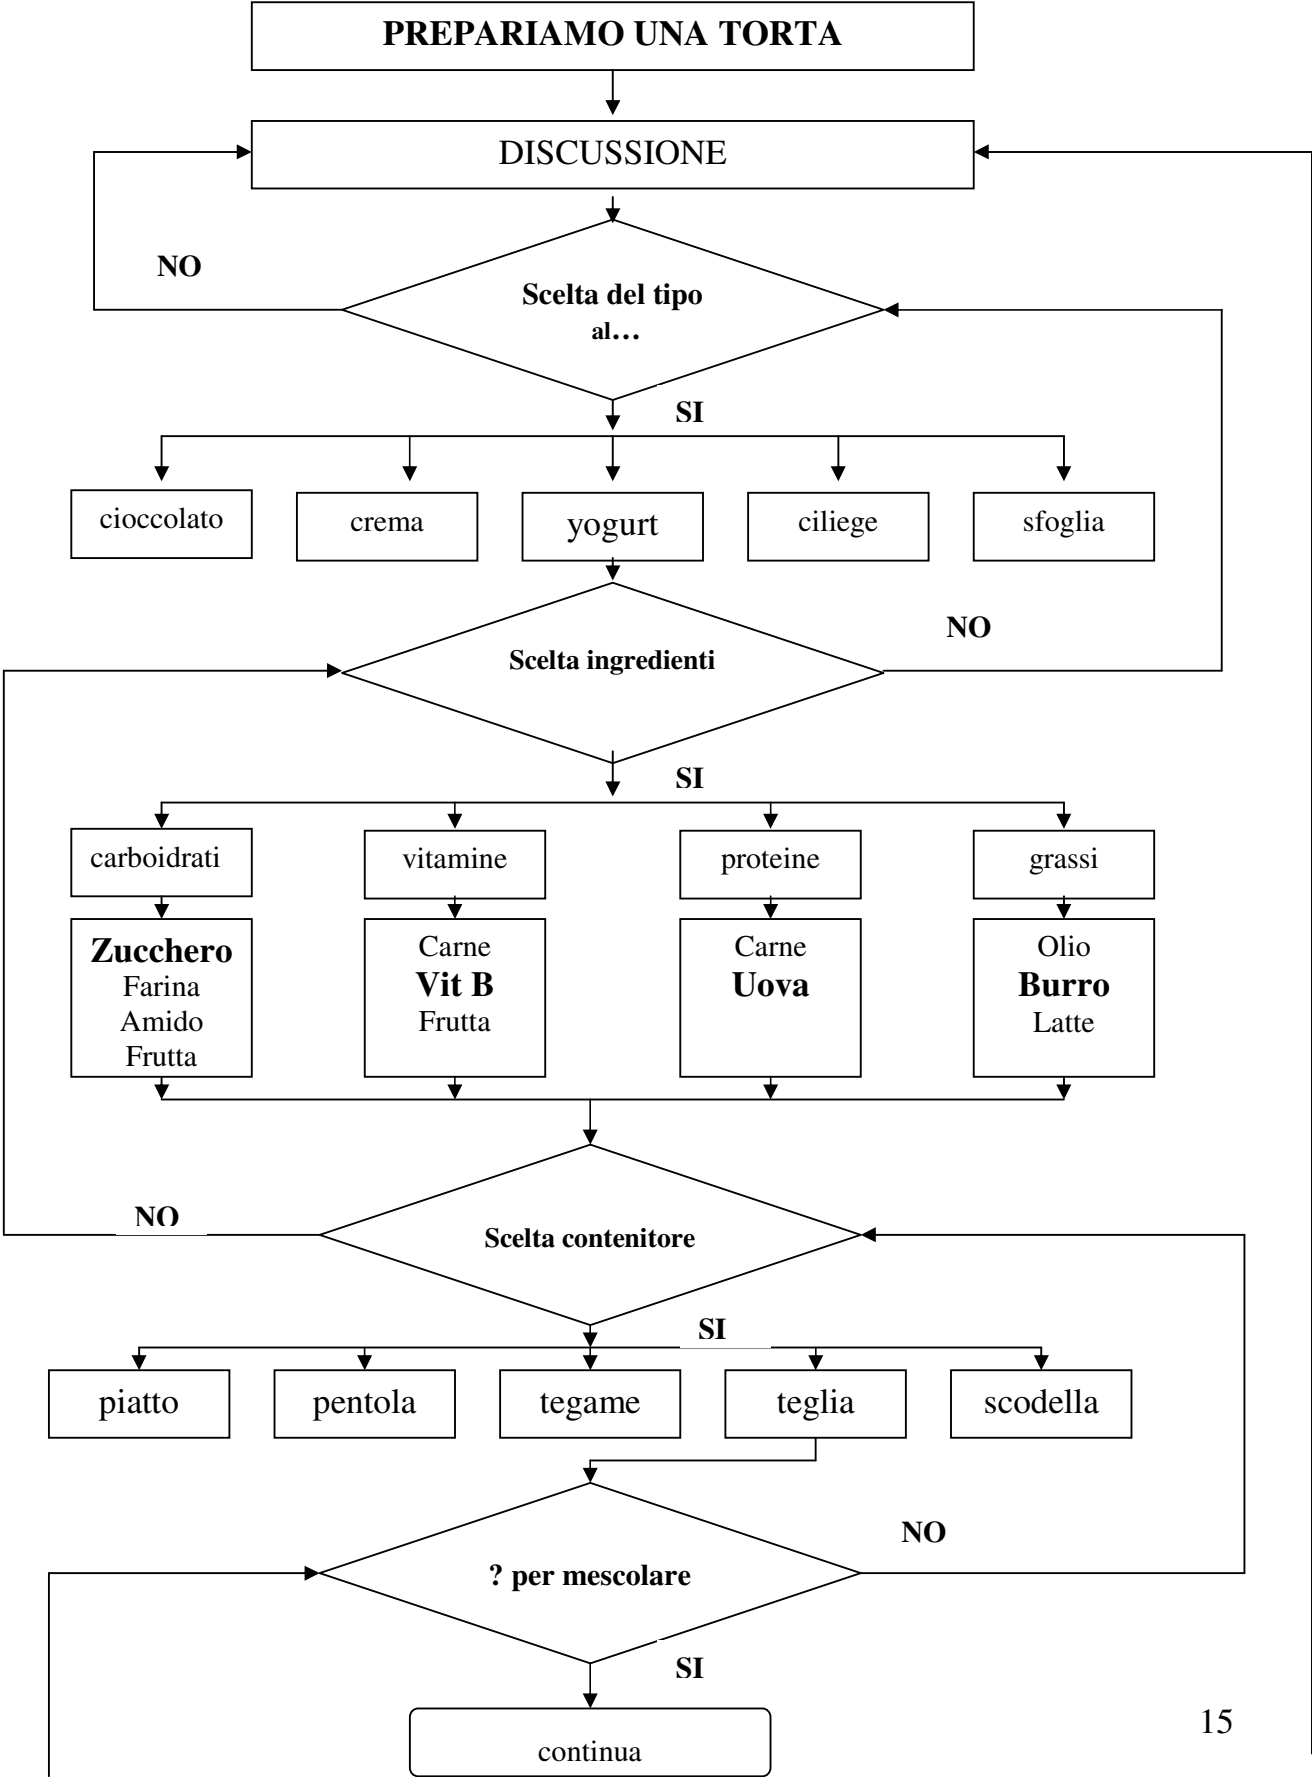 PREPARIAMO UNA TORTA
DISCUSSIONE
NO
Scelta del tipo
al…
SI
cioccolato
crema
yogurt
ciliege
sfoglia
NO
Scelta ingredienti
SI
carboidrati
vitamine
proteine
grassi
Zucchero
Farina
Amido
Frutta
Carne
Vit B
Frutta
Carne
Uova
Olio
Burro
Latte
NO
Scelta contenitore
SI
piatto
pentola
tegame
teglia
scodella
NO
? per mescolare
SI
continua
15